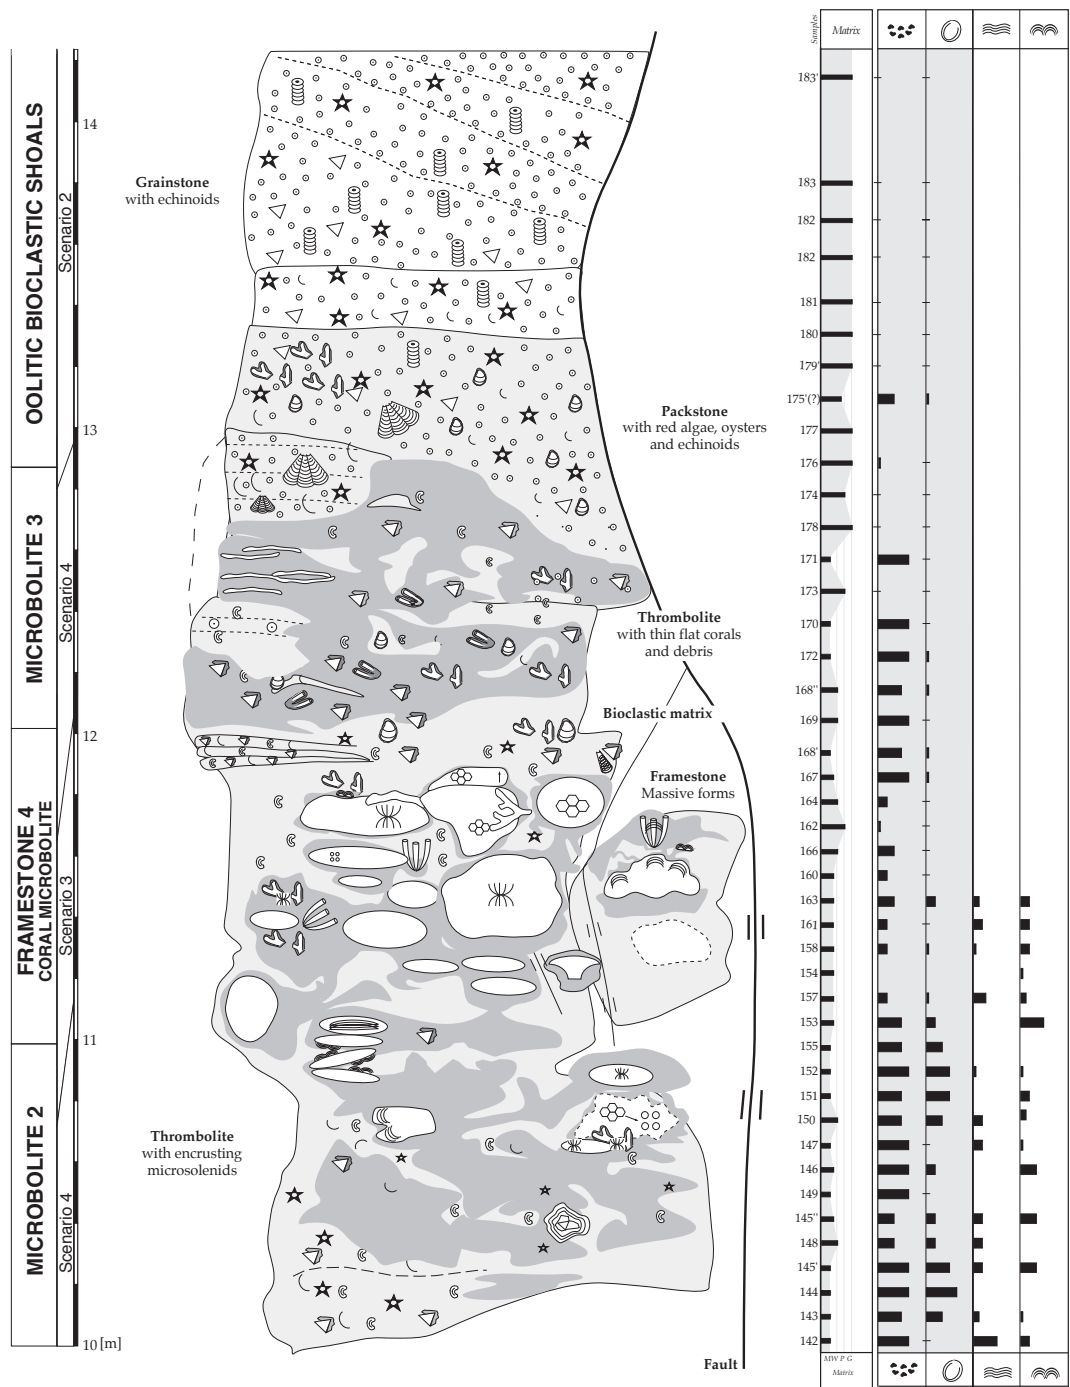 OOLITIC BIOCLASTIC SHOALS
Scenario 2
MICROBOLITE 3
Scenario 4
FRAMESTONE 4
CORAL MICROBOLITE
Scenario 3
MICROBOLITE 2
Scenario 4
14
13
12
11
10 [m]
Grainstone
with echinoids
Packstone
with red algae, oysters
and echinoids
Thrombolite
with thin flat corals
and debris
Bioclastic matrix
Framestone
Massive forms
Thrombolite
with encrusting
microsolenids
Fault
Samples
Matrix
183'
183
182
182
181
180
179'
175'(?)
177
176
174
178
171
173
170
172
168''
169
168'
167
164
162
166
160
163
161
158
154
157
153
155
152
151
150
147
146
149
145''
148
145'
144
143
142
M W P G
Matrix